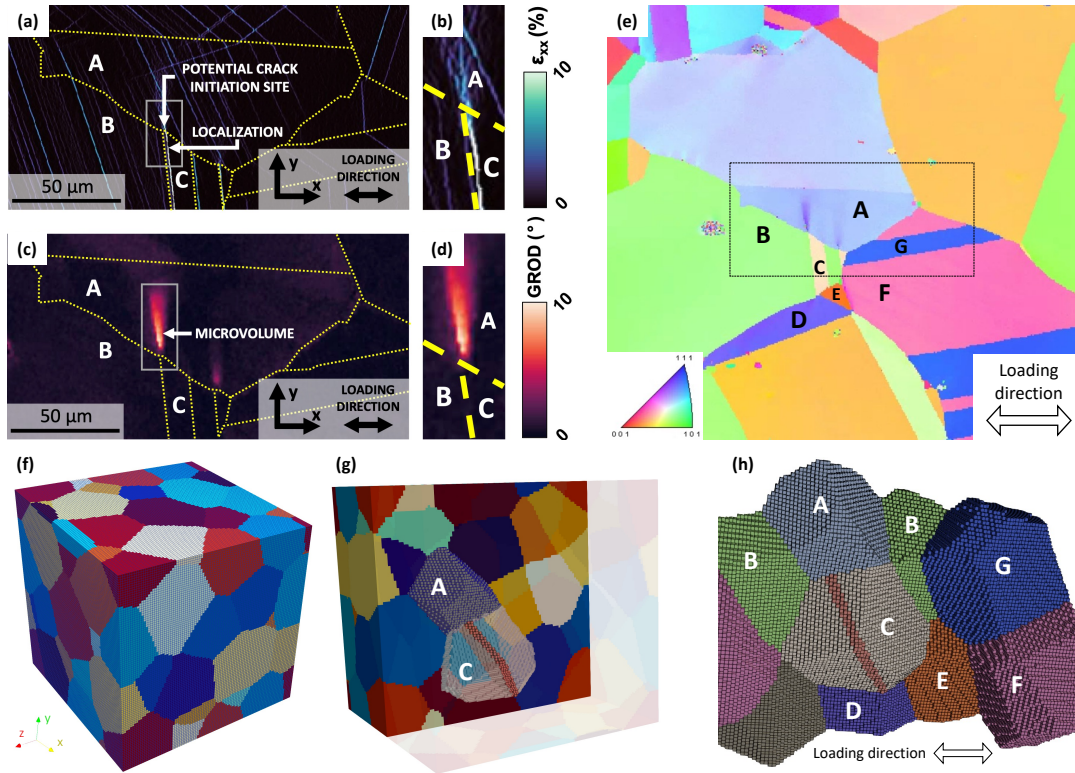 (a)
A
POTENTIAL CRACK
INITIATION SITE
B
LOCALIZATION
C
50 µm
y
x
LOADING
DIRECTION
(b)
A
B
C
εxx (%)
10
0
(c)
A
B
MICROVOLUME
C
50 µm
y
x
LOADING
DIRECTION
(d)
A
B
C
GROD (°)
10
0
(e)
A
B
C
G
E
F
D
111
001
101
Loading
direction
(f)
y
z
x
(g)
A
C
(h)
A
B
B
G
C
E
F
D
Loading direction